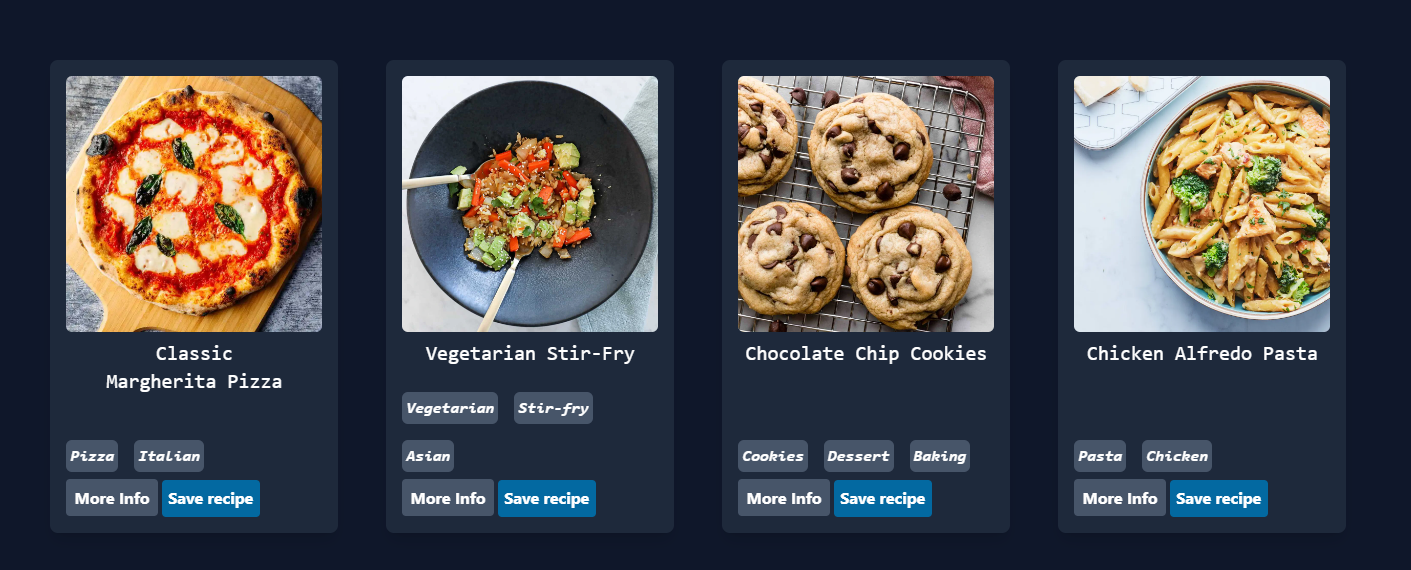 Classic
Margherita Pizza
Pizza Italian
More Info Save recipe
Vegetarian Stir-Fry
Vegetarian Stir-fry
Asian
More Info Save recipe
Chocolate Chip Cookies
Cookies Dessert Baking
More Info Save recipe
Chicken Alfredo Pasta
Pasta Chicken
More Info Save recipe